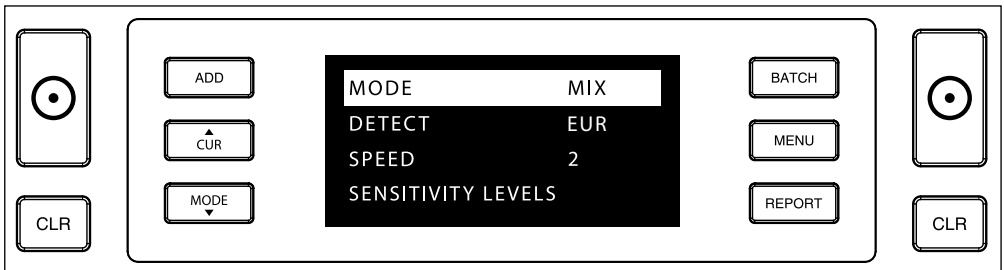 ADD
CUR
MODE
CLR
MODE MIX
DETECT EUR
SPEED 2
SENSITIVITY LEVELS
BATCH
MENU
REPORT
CLR